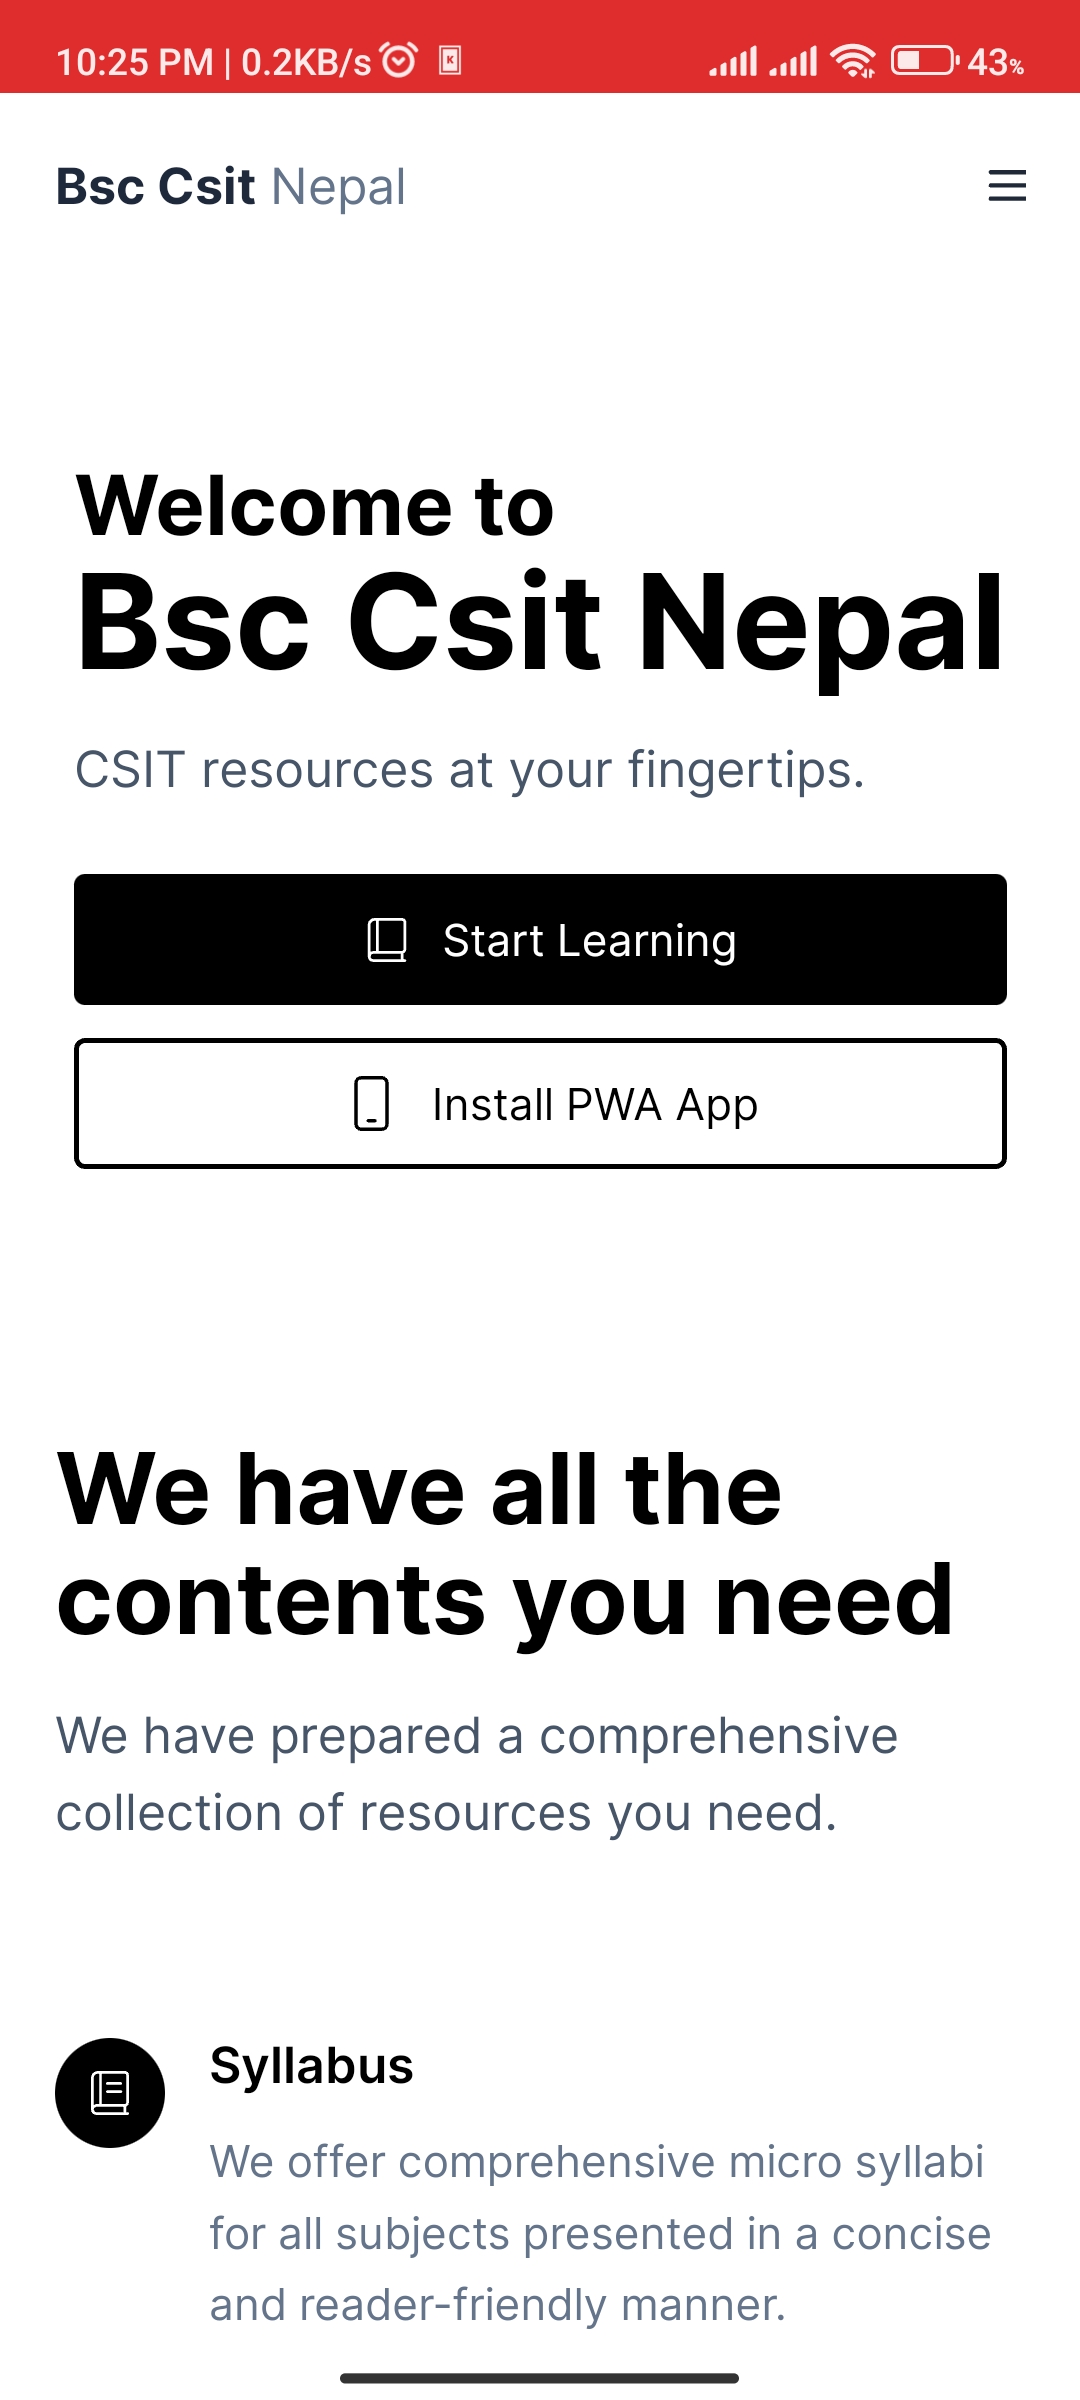 10:25 PM | 0.2KB/s
K
43%
Bsc Csit Nepal
Welcome to
Bsc Csit Nepal
CSIT resources at your fingertips.
Start Learning
Install PWA App
We have all the
contents you need
We have prepared a comprehensive
collection of resources you need.
Syllabus
We offer comprehensive micro syllabi
for all subjects presented in a concise
and reader-friendly manner.